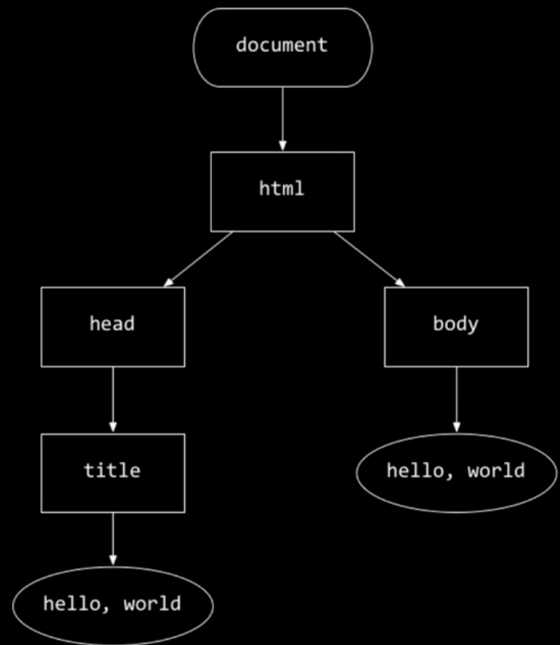 document
html
head
body
title
hello, world
hello, world